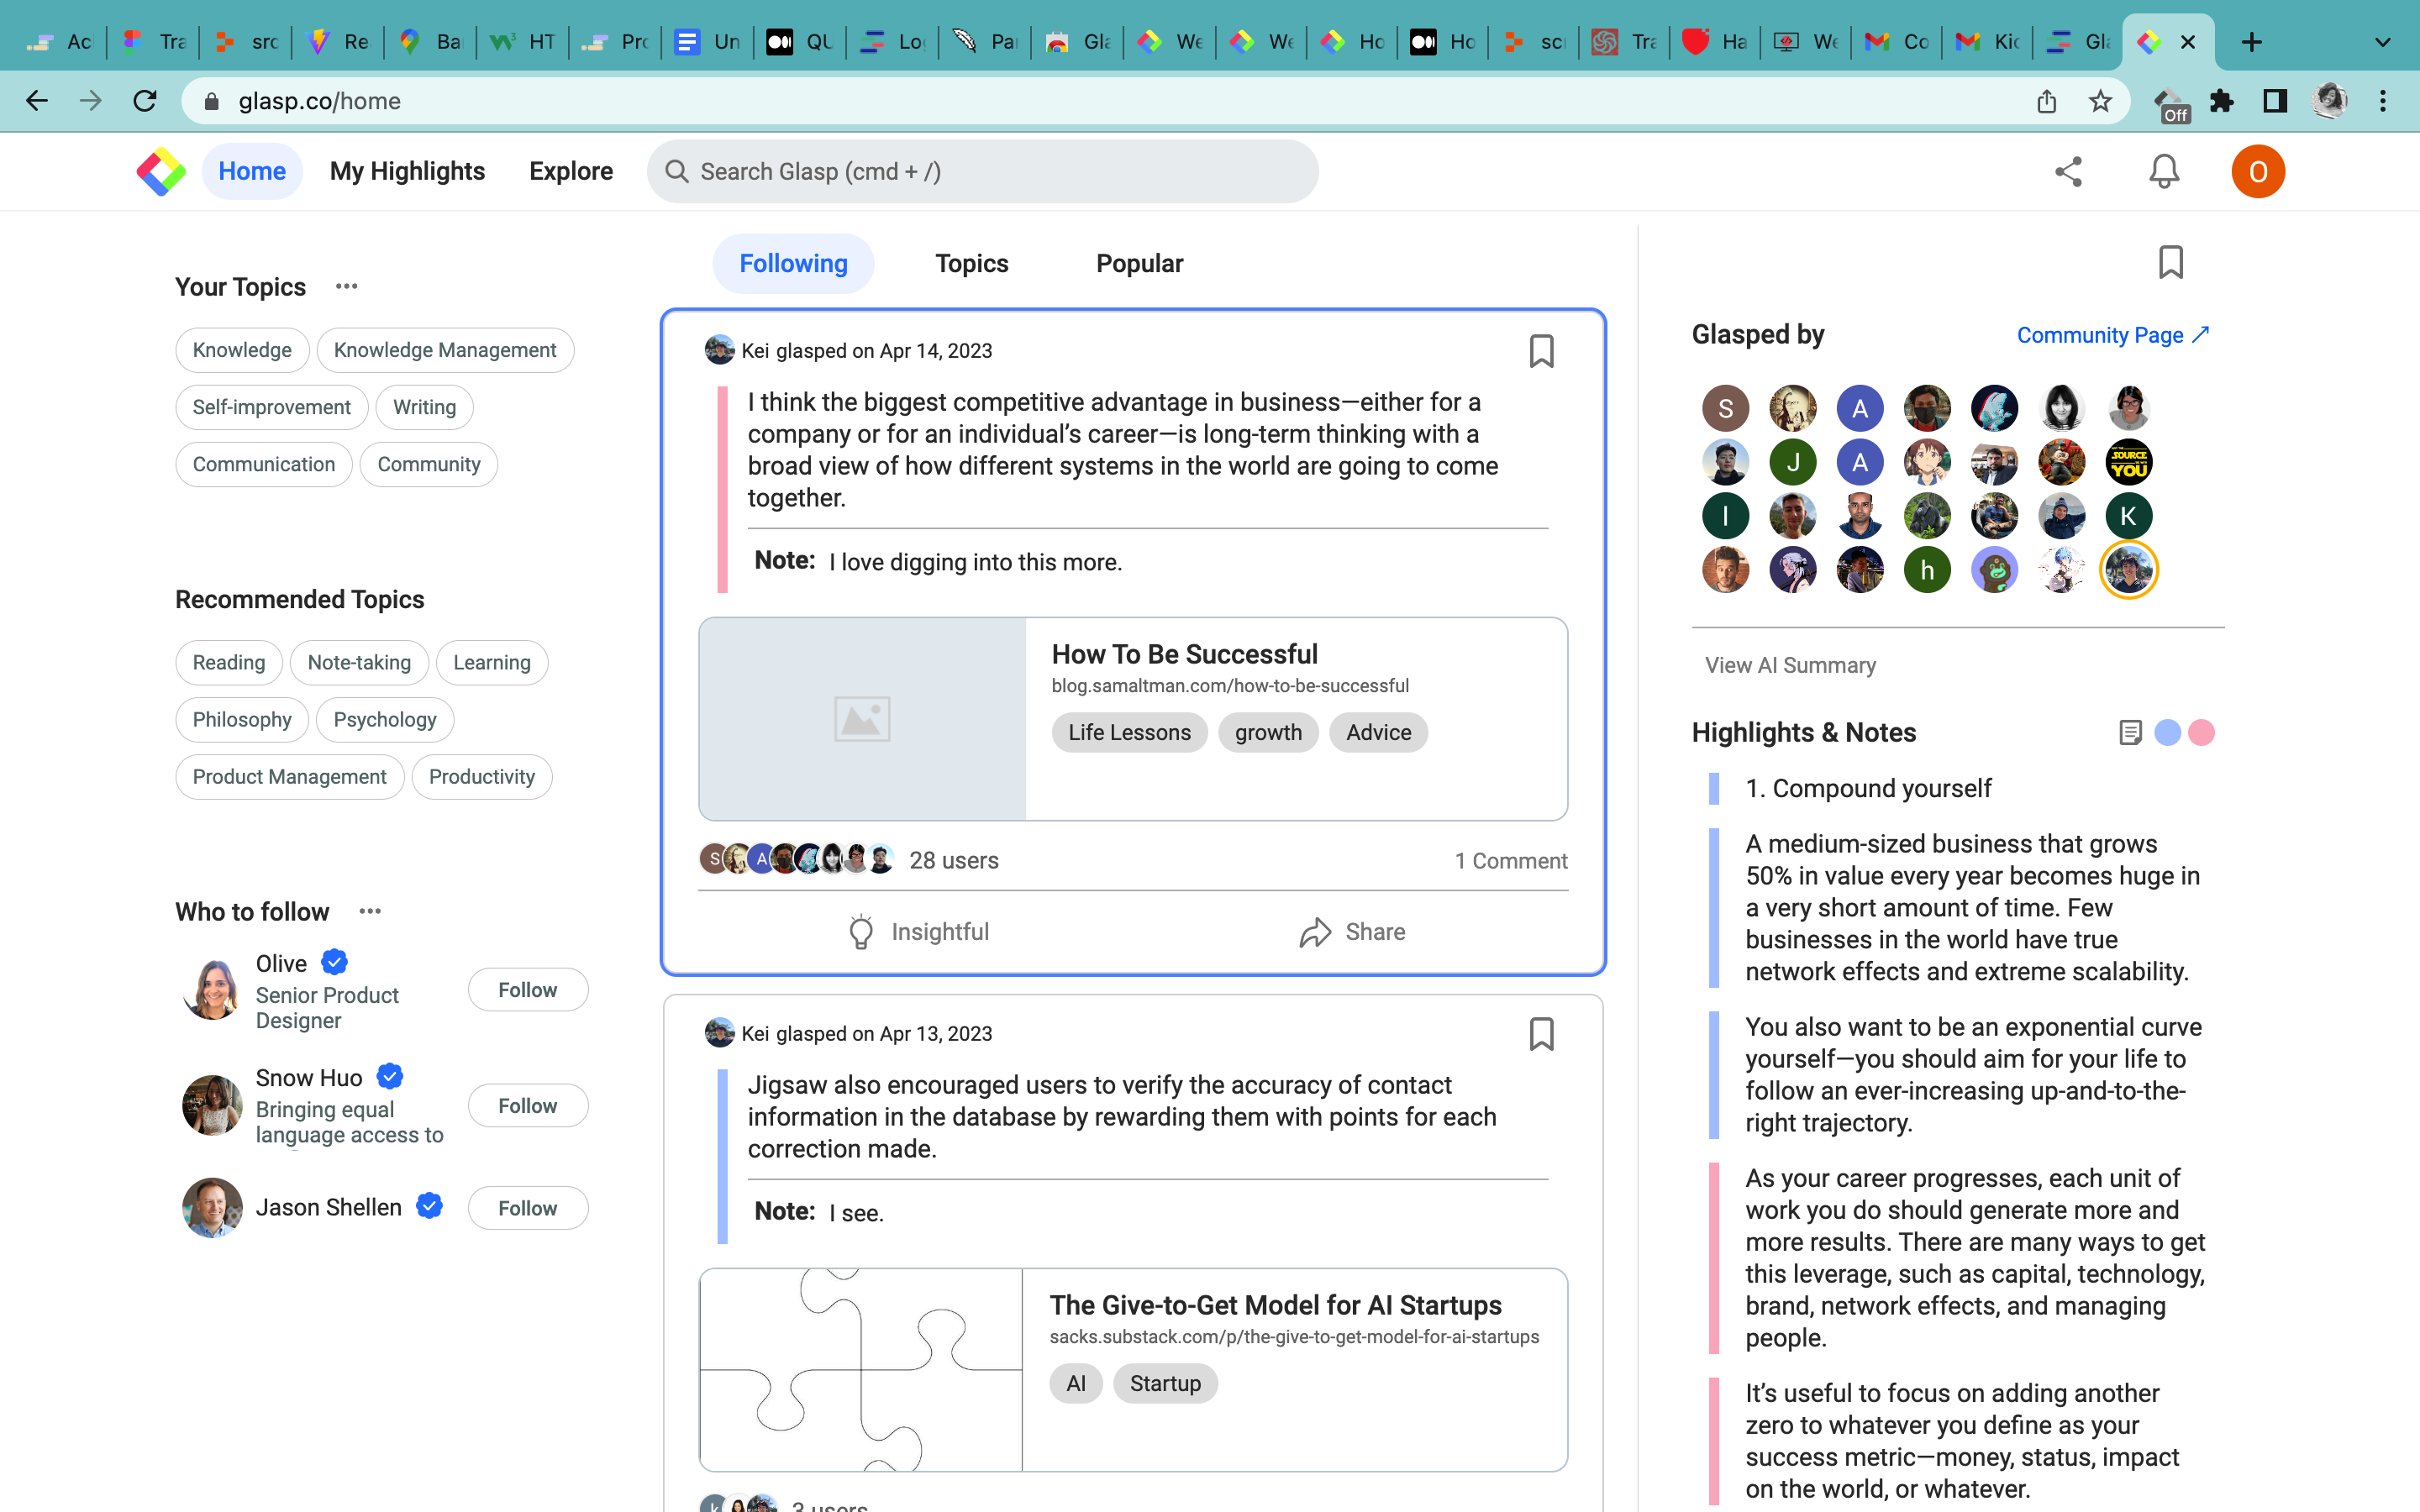 Ac
Tra
src
Re
Ba
HT
Pro
Un
QU
Lo
Pa
Gla
We
We
Ho
Ho
scr
Tra
Ha
We
Co
Kic
Gla
glasp.co/home
Off
Home
My Highlights
Explore
Search Glasp (cmd + /)
O
Your Topics
Knowledge
Knowledge Management
Self-improvement
Writing
Communication
Community
Recommended Topics
Reading
Note-taking
Learning
Philosophy
Psychology
Product Management
Productivity
Who to follow
Olive
Senior Product
Designer
Follow
Snow Huo
Bringing equal
language access to
Follow
Jason Shellen
Follow
Following
Topics
Popular
Kei glasped on Apr 14, 2023
I think the biggest competitive advantage in business—either for a
company or for an individual’s career—is long-term thinking with a
broad view of how different systems in the world are going to come
together.
Note: I love digging into this more.
How To Be Successful
blog.samaltman.com/how-to-be-successful
Life Lessons
growth
Advice
S
A
28 users
1 Comment
Insightful
Share
Kei glasped on Apr 13, 2023
Jigsaw also encouraged users to verify the accuracy of contact
information in the database by rewarding them with points for each
correction made.
Note: I see.
The Give-to-Get Model for AI Startups
sacks.substack.com/p/the-give-to-get-model-for-ai-startups
AI
Startup
k
3 users
Glasped by
Community Page
S
A
J
A
SOURCE
YOU
I
K
h
View AI Summary
Highlights & Notes
1. Compound yourself
A medium-sized business that grows
50% in value every year becomes huge in
a very short amount of time. Few
businesses in the world have true
network effects and extreme scalability.
You also want to be an exponential curve
yourself—you should aim for your life to
follow an ever-increasing up-and-to-the-
right trajectory.
As your career progresses, each unit of
work you do should generate more and
more results. There are many ways to get
this leverage, such as capital, technology,
brand, network effects, and managing
people.
It’s useful to focus on adding another
zero to whatever you define as your
success metric—money, status, impact
on the world, or whatever.